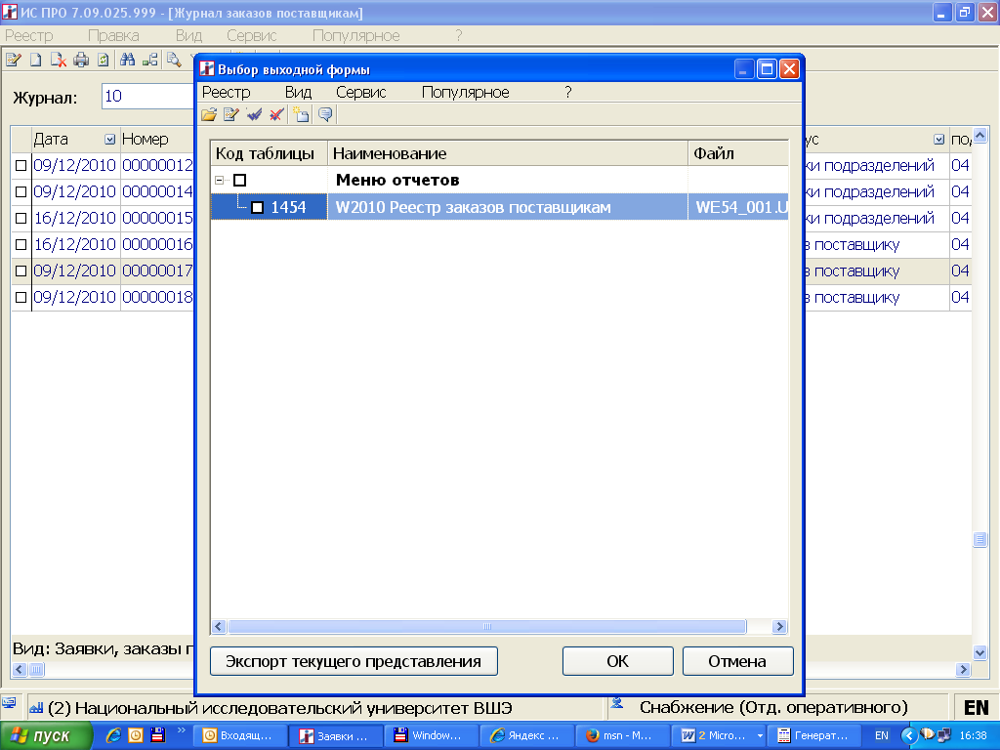 ИС ПРО 7.09.025.999 - [Журнал заказов поставщикам]
Реестр Правка Вид Сервис Популярное ?
Журнал: 10
Дата Номер
09/12/2010 00000012
09/12/2010 00000014
16/12/2010 00000015
16/12/2010 00000016
09/12/2010 00000017
09/12/2010 00000018
Выбор выходной формы
Реестр Вид Сервис Популярное ?
Код таблицы Наименование Файл
Меню отчетов
1454 W2010 Реестр заказов поставщикам WE54_001.U
Экспорт текущего представления ОК Отмена
ус по
ки подразделений 04
ки подразделений 04
ки подразделений 04
в поставщику 04
в поставщику 04
в поставщику 04
Вид: Заявки, заказы п
(2) Национальный исследовательский университет ВШЭ Снабжение (Отд. оперативного) EN
пуск » Входящ... Заявки ... Window... Яндекс ... msn - M... 2 Micro... Генерат... EN 16:38